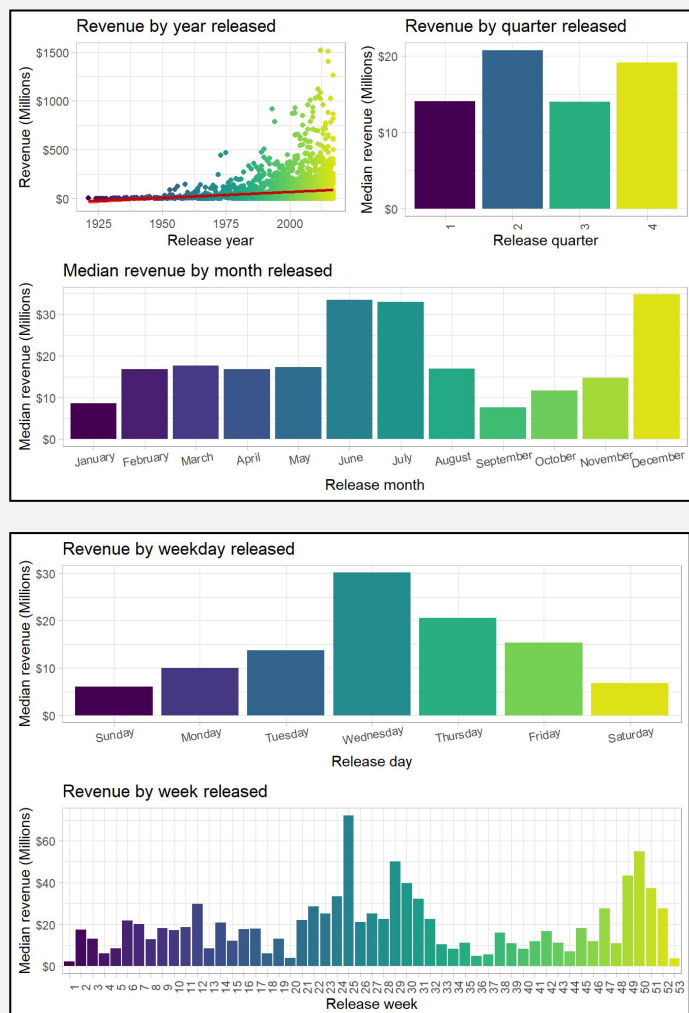 Revenue by year released
Revenue (Millions)
$1500
$1000
$500
$0
1925 1950 1975 2000
Release year
Revenue by quarter released
Median revenue (Millions)
$20
$10
$0
1 2 3 4
Release quarter
Median revenue by month released
Median revenue (Millions)
$30
$20
$10
$0
January February March April May June July August September October November December
Release month
Revenue by weekday released
Median revenue (Millions)
$30
$20
$10
$0
Sunday Monday Tuesday Wednesday Thursday Friday Saturday
Release day
Revenue by week released
Median revenue (Millions)
$60
$40
$20
$0
1 2 3 4 5 6 7 8 9 10 11 12 13 14 15 16 17 18 19 20 21 22 23 24 25 26 27 28 29 30 31 32 33 34 35 36 37 38 39 40 41 42 43 44 45 46 47 48 49 50 51 52 53
Release week